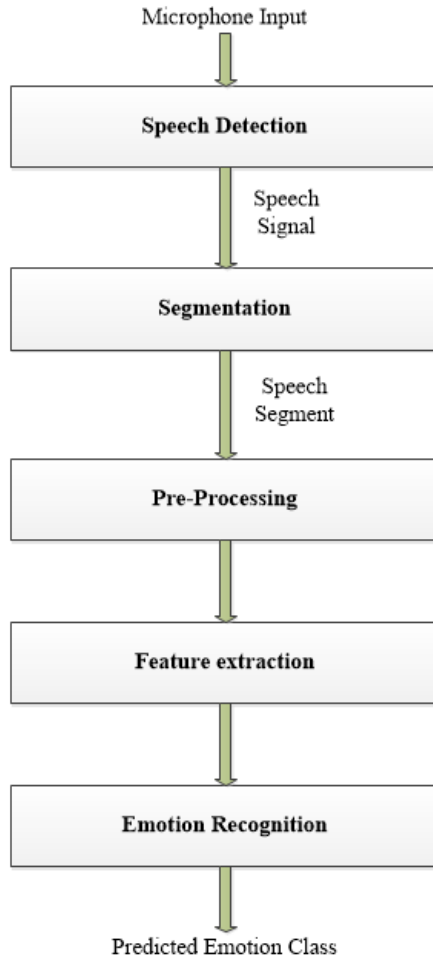 Microphone Input
Speech Detection
Speech
Signal
Segmentation
Speech
Segment
Pre-Processing
Feature extraction
Emotion Recognition
Predicted Emotion Class